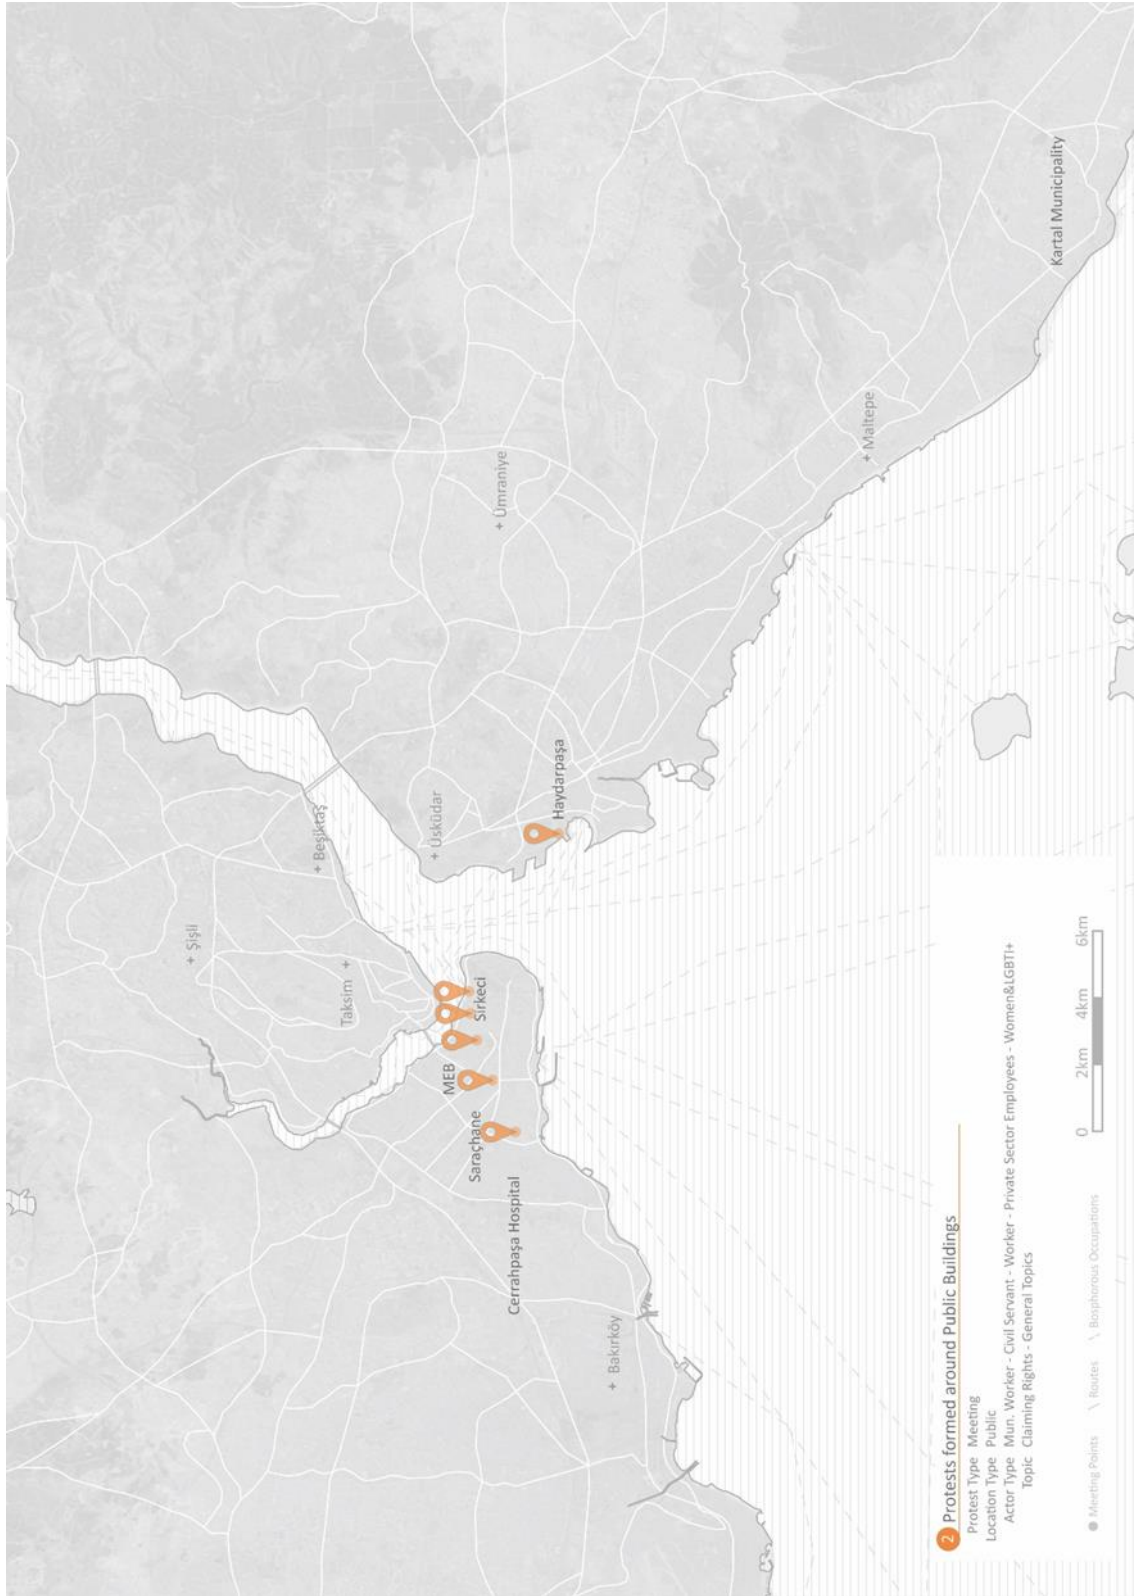 + Şişli
Taksim +
+ Beşiktaş
+ Üsküdar
+ Ümraniye
MEB
Sirkeci
Saraçhane
Haydarpaşa
Cerrahpaşa Hospital
+ Bakırköy
+ Maltepe
Kartal Municipality
2 Protests formed around Public Buildings
Protest Type Meeting
Location Type Public
Actor Type Mun. Worker - Civil Servant - Worker - Private Sector Employees - Women&LGBTI+
Topic Claiming Rights - General Topics
Meeting Points \ Routes \ Bosphorous Occupations
0 2km 4km 6km